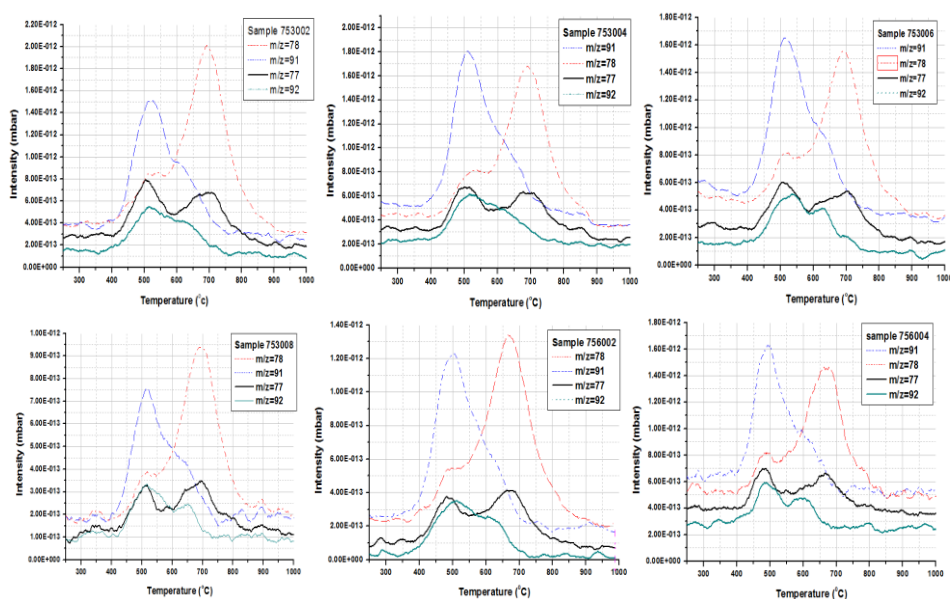 2.20E-012
2.00E-012
1.80E-012
1.60E-012
1.40E-012
1.20E-012
1.00E-012
8.00E-013
6.00E-013
4.00E-013
2.00E-013
0.00E+000
Intensity (mbar)
Sample 753002
m/z=78
m/z=91
m/z=77
m/z=92
300 400 500 600 700 800 900 1000
Temperature (°c)
2.00E-012
1.80E-012
1.60E-012
1.40E-012
1.20E-012
1.00E-012
8.00E-013
6.00E-013
4.00E-013
2.00E-013
0.00E+000
Intensity (mbar)
Sample 753004
m/z=91
m/z=78
m/z=77
m/z=92
300 400 500 600 700 800 900 1000
Temperature (°c)
1.80E-012
1.60E-012
1.40E-012
1.20E-012
1.00E-012
8.00E-013
6.00E-013
4.00E-013
2.00E-013
0.00E+000
Intensity (mbar)
Sample 753006
m/z=91
m/z=78
m/z=77
m/z=92
300 400 500 600 700 800 900 1000
Temperature (°c)
1.00E-012
9.00E-013
8.00E-013
7.00E-013
6.00E-013
5.00E-013
4.00E-013
3.00E-013
2.00E-013
1.00E-013
0.00E+000
Intensity (mbar)
Sample 753008
m/z=78
m/z=91
m/z=77
m/z=92
300 400 500 600 700 800 900 1000
Temperature (°c)
1.40E-012
1.20E-012
1.00E-012
8.00E-013
6.00E-013
4.00E-013
2.00E-013
0.00E+000
Intensity (mbar)
Sample 756002
m/z=78
m/z=91
m/z=77
m/z=92
300 400 500 600 700 800 900 1000
Temperature (°c)
1.80E-012
1.60E-012
1.40E-012
1.20E-012
1.00E-012
8.00E-013
6.00E-013
4.00E-013
2.00E-013
0.00E+000
Intensity (mbar)
Sample 756004
m/z=91
m/z=78
m/z=77
m/z=92
300 400 500 600 700 800 900 1000
Temperature (°c)